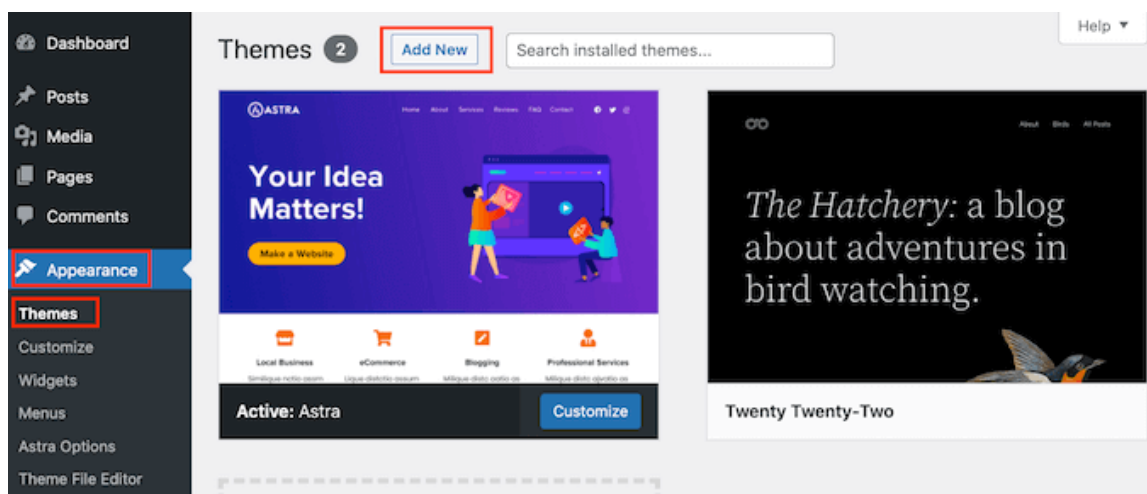 Dashboard
Posts
Media
Pages
Comments
Appearance
Themes
Customize
Widgets
Menus
Astra Options
Theme File Editor
Help
Themes 2
Add New
Search installed themes...
ASTRA
Home About Services Reviews FAQ Contact
Your Idea
Matters!
Make a Website
Local Business eCommerce Blogging Professional Services
Active: Astra
Customize
About Birds All Posts
The Hatchery: a blog
about adventures in
bird watching.
Twenty Twenty-Two